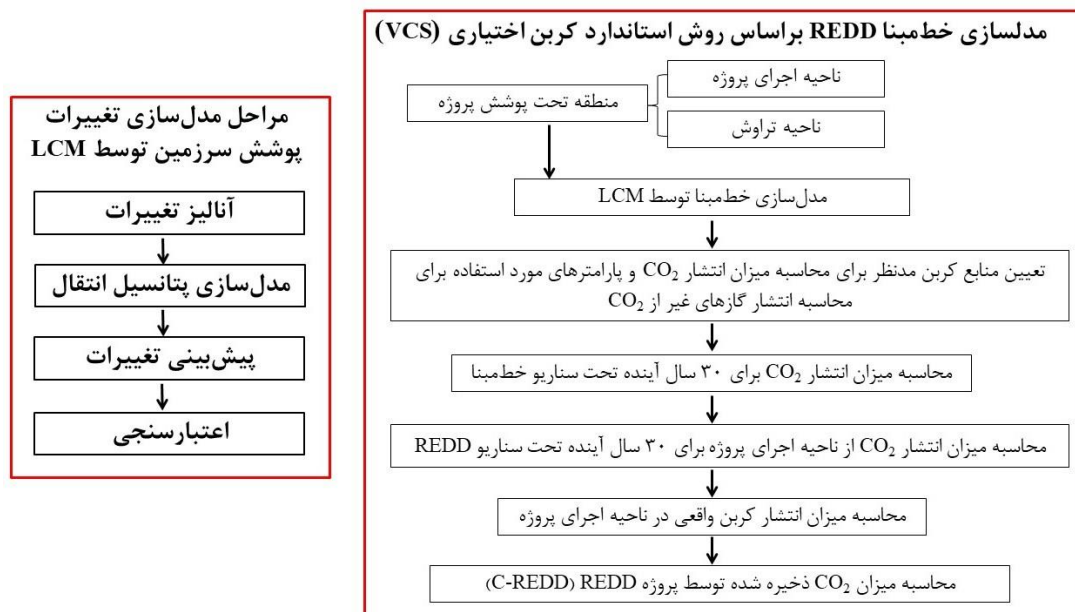 مدلسازی خط‌مبنا REDD براساس روش استاندارد کربن اختیاری (VCS)
ناحیه اجرای پروژه
منطقه تحت پوشش پروژه
ناحیه تراوش
مدل‌سازی خط‌مبنا توسط LCM
تعیین منابع کربن مدنظر برای محاسبه میزان انتشار CO₂ و پارامترهای مورد استفاده برای
محاسبه انتشار گازهای غیر از CO₂
محاسبه میزان انتشار CO₂ برای ۳۰ سال آینده تحت سناریو خط‌مبنا
محاسبه میزان انتشار CO₂ از ناحیه اجرای پروژه برای ۳۰ سال آینده تحت سناریو REDD
محاسبه میزان انتشار کربن واقعی در ناحیه اجرای پروژه
محاسبه میزان CO₂ ذخیره شده توسط پروژه REDD (C-REDD)
مراحل مدل‌سازی تغییرات
پوشش سرزمین توسط LCM
آنالیز تغییرات
مدل‌سازی پتانسیل انتقال
پیش‌بینی تغییرات
اعتبارسنجی